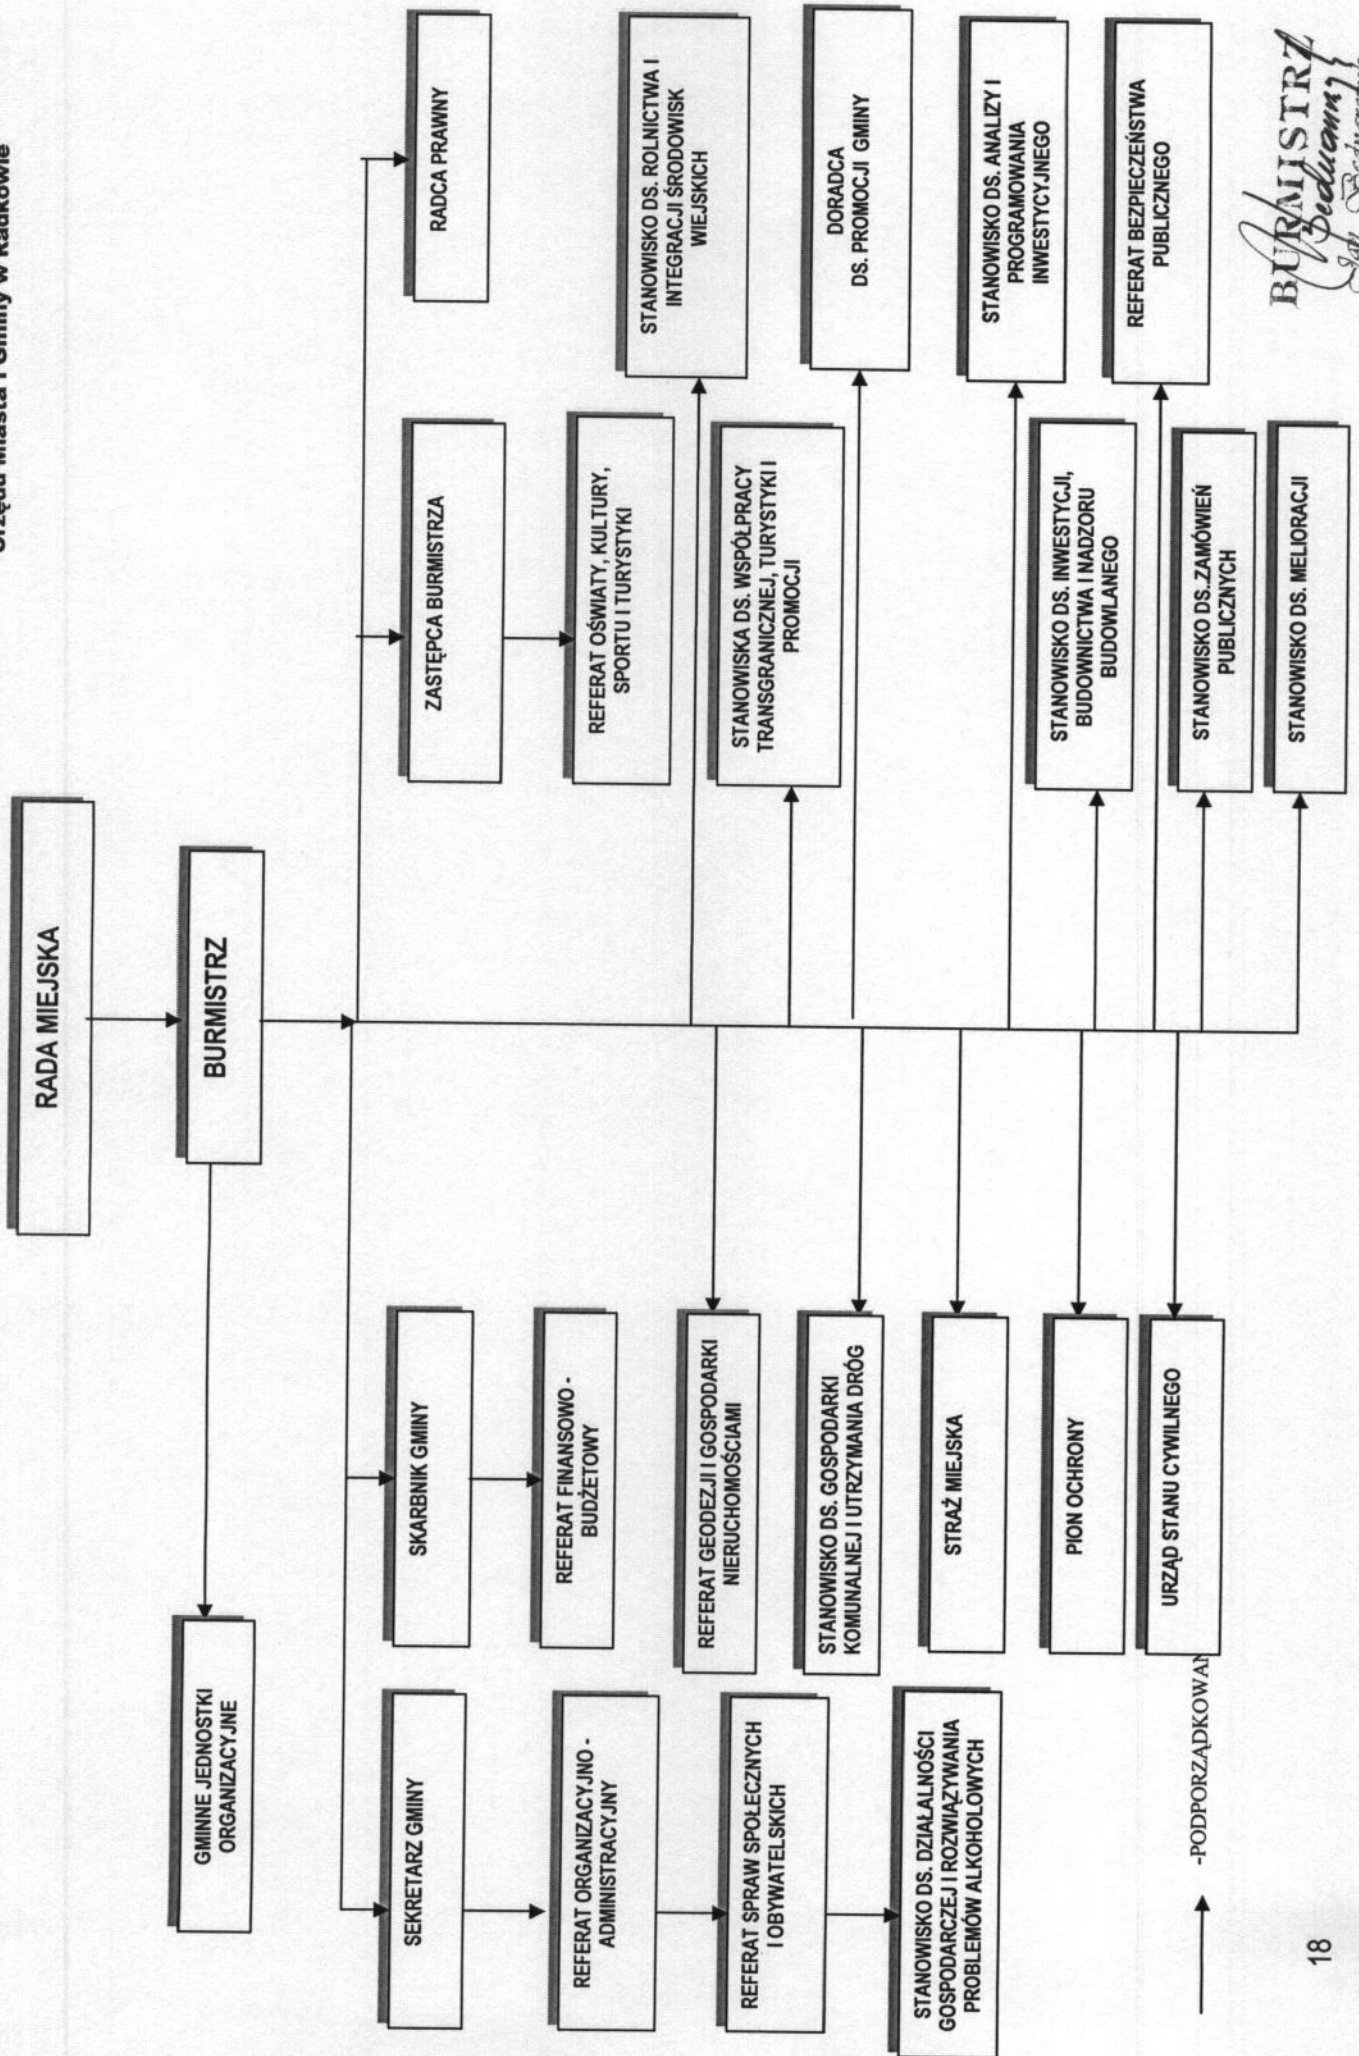 Urzędu Miasta i Gminy w Radkowie
RADA MIEJSKA
BURMISTRZ
GMINNE JEDNOSTKI
ORGANIZACYJNE
SEKRETARZ GMINY
SKARBNIK GMINY
ZASTĘPCA BURMISTRZA
RADCA PRAWNY
REFERAT ORGANIZACYJNO -
ADMINISTRACYJNY
REFERAT FINANSOWO -
BUDŻETOWY
REFERAT OŚWIATY, KULTURY,
SPORTU I TURYSTYKI
STANOWISKO DS. ROLNICTWA I
INTEGRACJI ŚRODOWISK
WIEJSKICH
REFERAT SPRAW SPOŁECZNYCH
I OBYWATELSKICH
REFERAT GEODEZJI I GOSPODARKI
NIERUCHOMOŚCIAMI
STANOWISKA DS. WSPÓŁPRACY
TRANSGRANICZNEJ, TURYSTYKI I
PROMOCJI
DORADCA
DS. PROMOCJI GMINY
STANOWISKO DS. DZIAŁALNOŚCI
GOSPODARCZEJ I ROZWIĄZYWANIA
PROBLEMÓW ALKOHOLOWYCH
STANOWISKO DS. GOSPODARKI
KOMUNALNEJ I UTRZYMANIA DRÓG
STRAŻ MIEJSKA
STANOWISKO DS. ANALIZY I
PROGRAMOWANIA
INWESTYCYJNEGO
PION OCHRONY
STANOWISKO DS. INWESTYCJI,
BUDOWNICTWA I NADZORU
BUDOWLANEGO
REFERAT BEZPIECZEŃSTWA
PUBLICZNEGO
URZĄD STANU CYWILNEGO
STANOWISKO DS..ZAMÓWIEŃ
PUBLICZNYCH
STANOWISKO DS. MELIORACJI
-PODPORZĄDKOWAN
BURMISTRZ
18